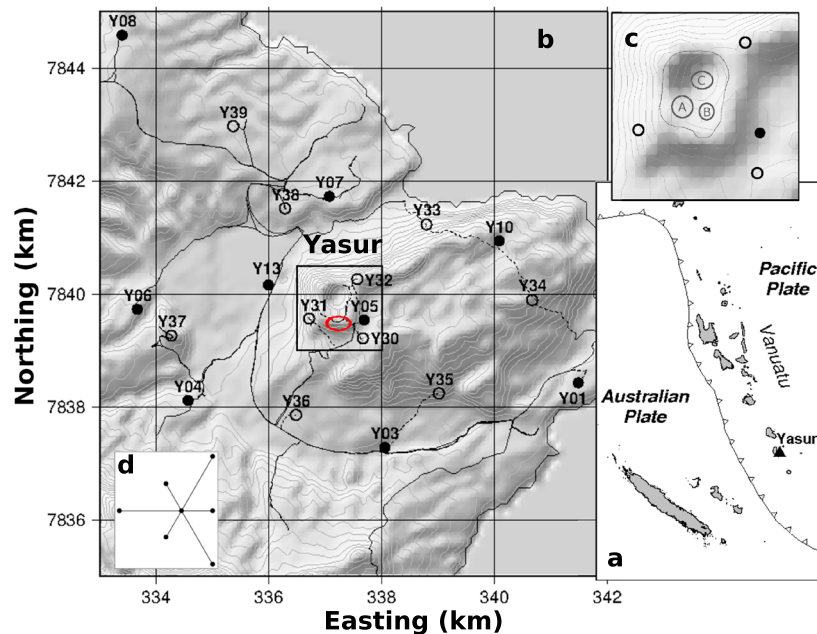 Y08
b
c
7844
C
A
B
Y39
7842
Y38
Y07
Y33
Y10
Yasur
Pacific
Plate
Y13
Y32
Y34
7840
Y06
Y31
Y05
Y37
Y30
Vanuatu
Northing (km)
Y35
Y04
Y36
Y01
7838
Australian
Plate
Y03
Yasur
d
7836
a
334
336
338
340
342
Easting (km)